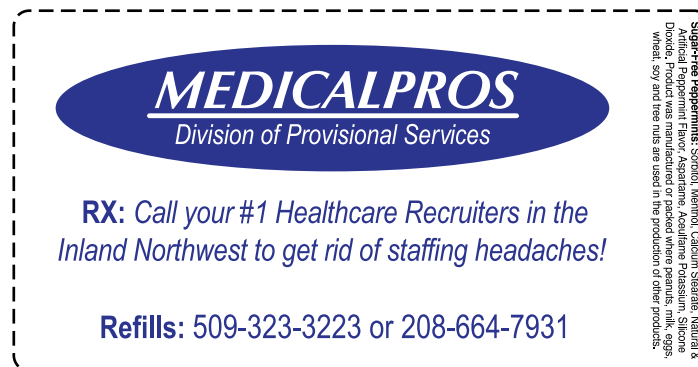 MEDICALPROS
Division of Provisional Services
RX: Call your #1 Healthcare Recruiters in the
Inland Northwest to get rid of staffing headaches!
Refills: 509-323-3223 or 208-664-7931
Sugar-Free Peppermints: Sorbitol, Menthol, Calcium Stearate, Natural &
Artificial Peppermint Flavor, Aspartame, Acesulfame Potassium, Silicone
Dioxide. Product was manufactured or packed where peanuts, milk, eggs,
wheat, soy and tree nuts are used in the production of other products.